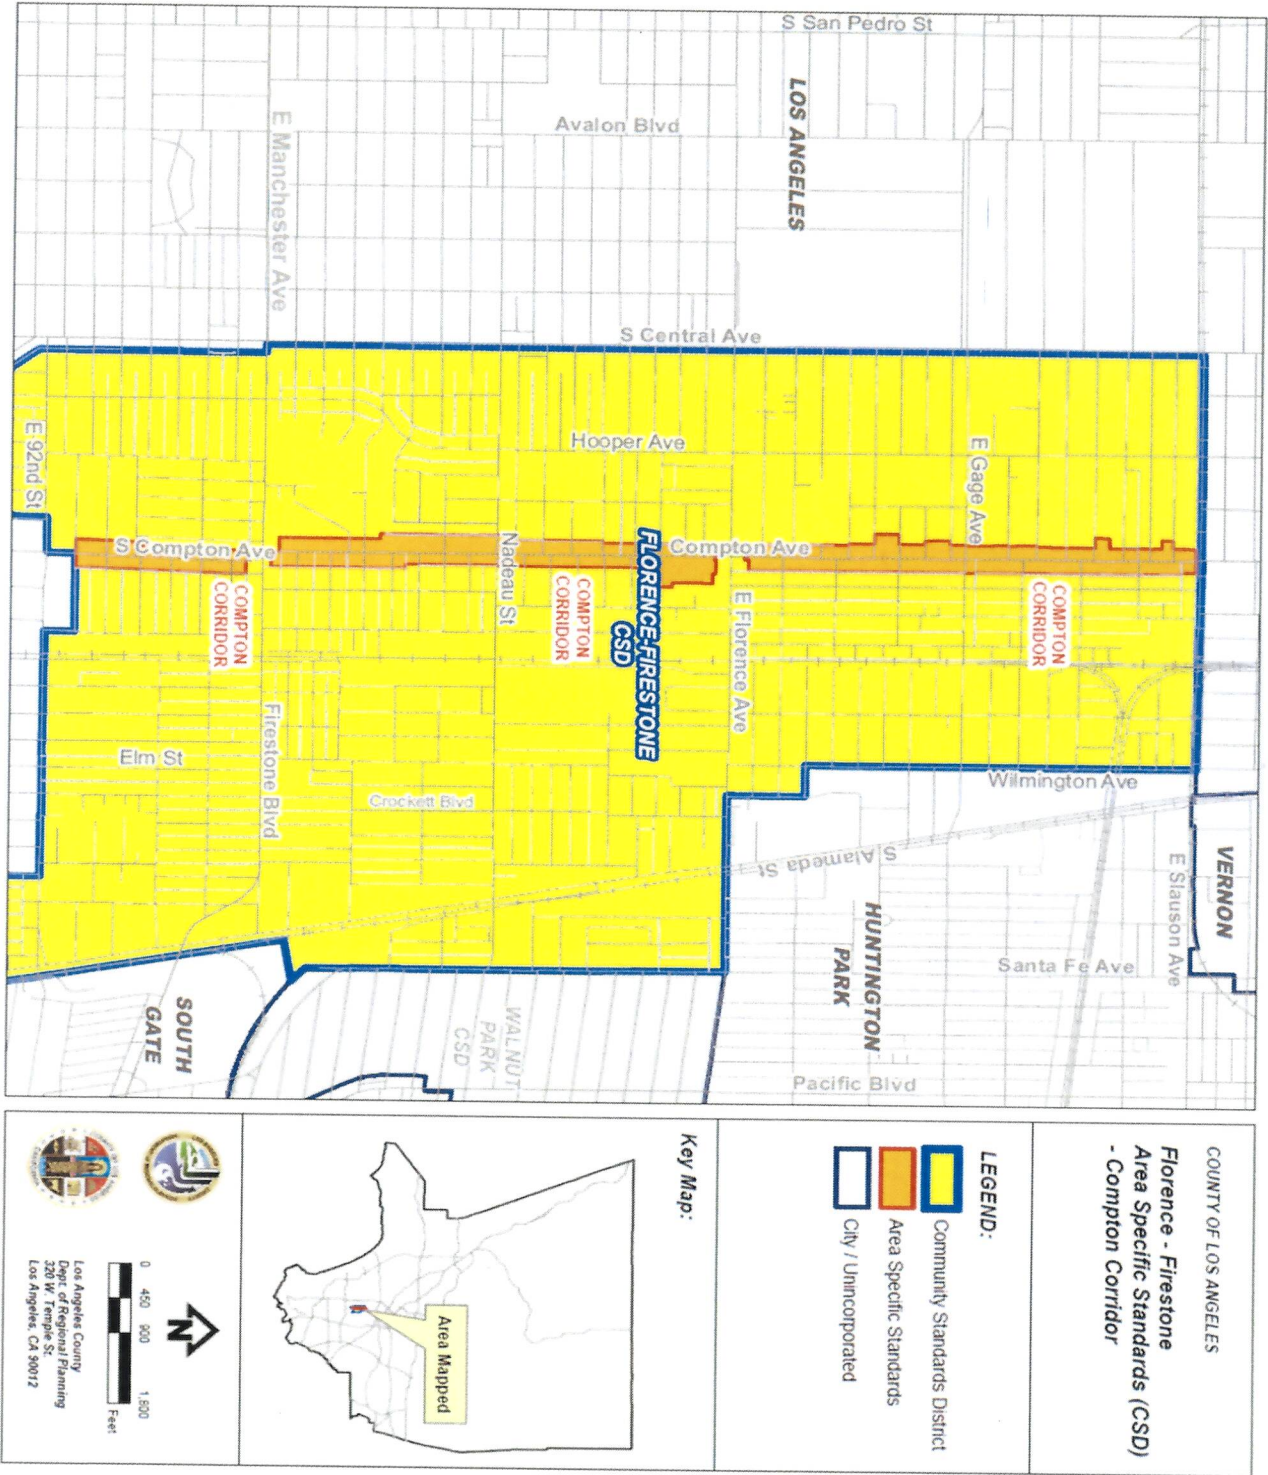 S San Pedro St
LOS ANGELES
Avalon Blvd
E Manchester Ave
S Central Ave
E 92nd St
Hooper Ave
E Gage Ave
S Compton Ave
Nadeau St
FLORENCE-FIRESTONE
CSD
Compton Ave
COMPTON
CORRIDOR
COMPTON
CORRIDOR
COMPTON
CORRIDOR
E Florence Ave
Firestone Blvd
Elm St
Crockett Blvd
Wilmington Ave
S Alameda St
VERNON
E Slauson Ave
HUNTINGTON
PARK
Santa Fe Ave
SOUTH
GATE
WALNUT
PARK
CSD
Pacific Blvd
COUNTY OF LOS ANGELES
Florence - Firestone
Area Specific Standards (CSD)
- Compton Corridor
LEGEND:
Community Standards District
Area Specific Standards
City / Unincorporated
Key Map:
Area Mapped
N
0 450 900 1,800
Feet
Los Angeles County
Dept. of Regional Planning
320 W. Temple St.
Los Angeles, CA 90012